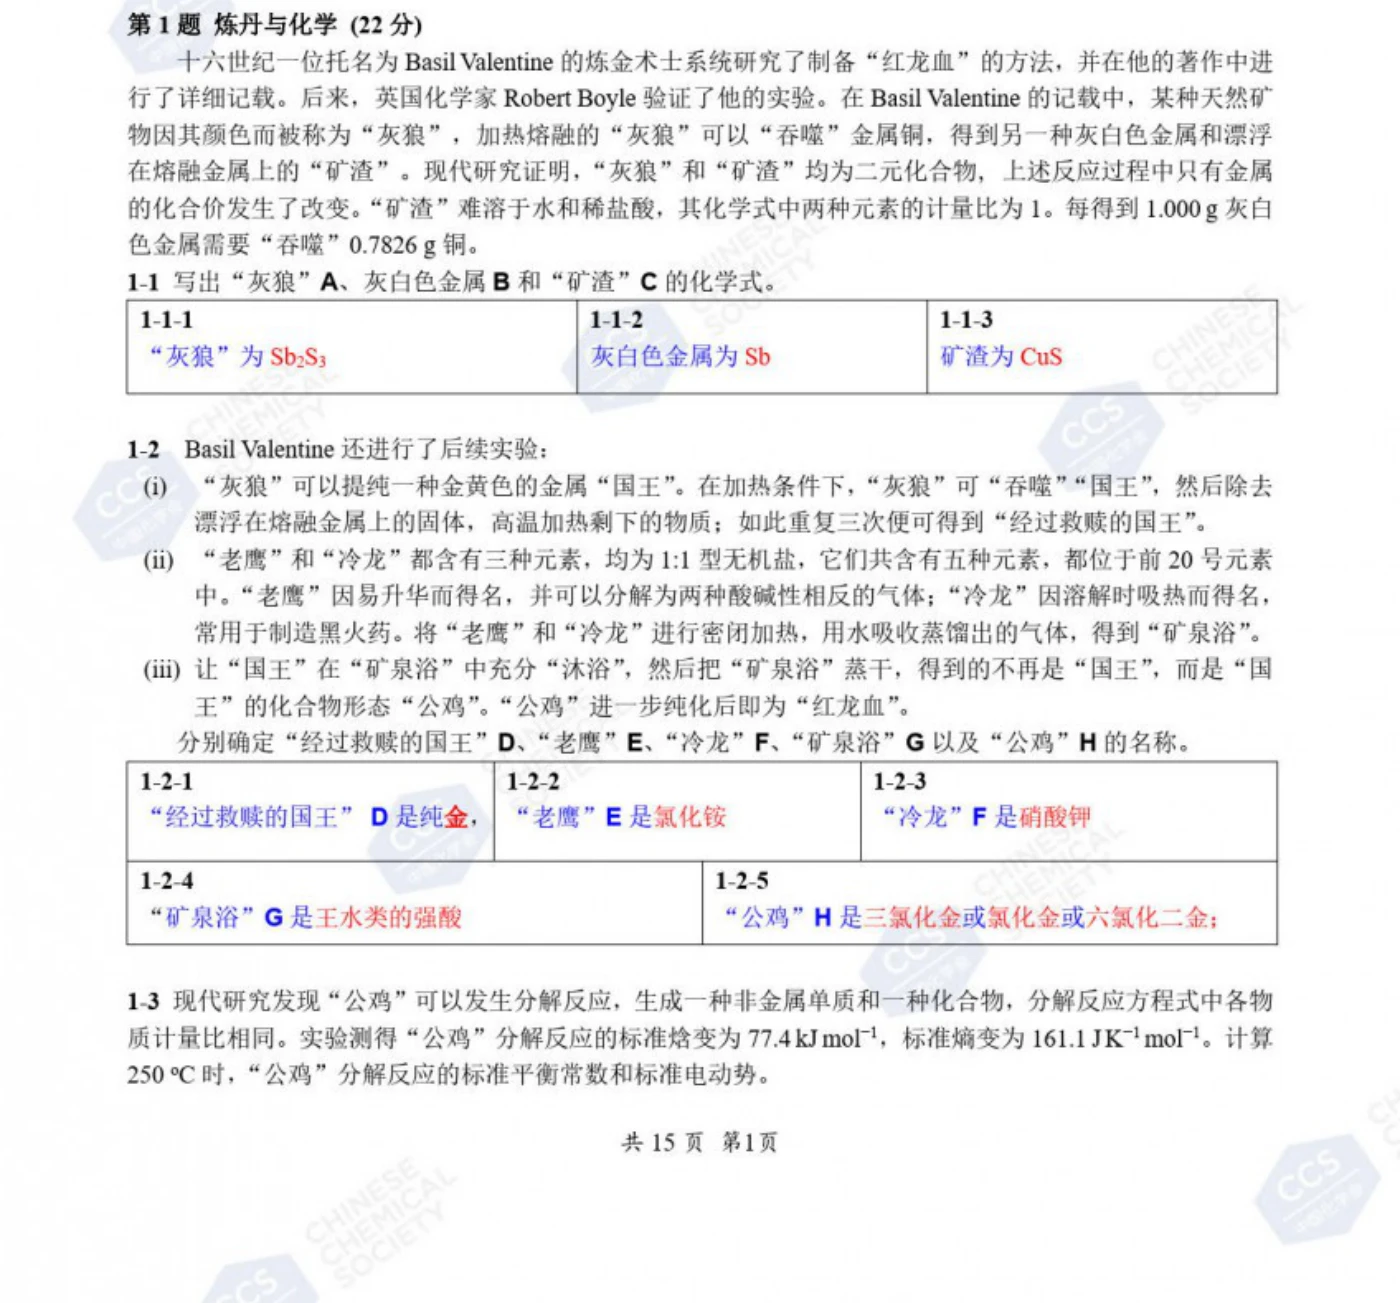 第 1 题 炼丹与化学 (22 分)
十六世纪一位托名为 Basil Valentine 的炼金术士系统研究了制备“红龙血”的方法，并在他的著作中进
行了详细记载。后来，英国化学家 Robert Boyle 验证了他的实验。在 Basil Valentine 的记载中，某种天然矿
物因其颜色而被称为“灰狼”，加热熔融的“灰狼”可以“吞噬”金属铜，得到另一种灰白色金属和漂浮
在熔融金属上的“矿渣”。现代研究证明，“灰狼”和“矿渣”均为二元化合物，上述反应过程中只有金属
的化合价发生了改变。“矿渣”难溶于水和稀盐酸，其化学式中两种元素的计量比为 1。每得到 1.000 g 灰白
色金属需要“吞噬”0.7826 g 铜。
1-1 写出“灰狼”A、灰白色金属 B 和“矿渣”C 的化学式。
1-1-1
“灰狼”为 Sb₂S₃
1-1-2
灰白色金属为 Sb
1-1-3
矿渣为 CuS
1-2 Basil Valentine 还进行了后续实验：
(i) “灰狼”可以提纯一种金黄色的金属“国王”。在加热条件下，“灰狼”可“吞噬”“国王”，然后除去
漂浮在熔融金属上的固体，高温加热剩下的物质；如此重复三次便可得到“经过救赎的国王”。
(ii) “老鹰”和“冷龙”都含有三种元素，均为 1:1 型无机盐，它们共含有五种元素，都位于前 20 号元素
中。“老鹰”因易升华而得名，并可以分解为两种酸碱性相反的气体；“冷龙”因溶解时吸热而得名，
常用于制造黑火药。将“老鹰”和“冷龙”进行密闭加热，用水吸收蒸馏出的气体，得到“矿泉浴”。
(iii) 让“国王”在“矿泉浴”中充分“沐浴”，然后把“矿泉浴”蒸干，得到的不再是“国王”，而是“国
王”的化合物形态“公鸡”。“公鸡”进一步纯化后即为“红龙血”。
分别确定“经过救赎的国王”D、“老鹰”E、“冷龙”F、“矿泉浴”G 以及“公鸡”H 的名称。
1-2-1
“经过救赎的国王” D 是纯金，
1-2-2
“老鹰”E 是氯化铵
1-2-3
“冷龙”F 是硝酸钾
1-2-4
“矿泉浴”G 是王水类的强酸
1-2-5
“公鸡”H 是三氯化金或氯化金或六氯化二金；
1-3 现代研究发现“公鸡”可以发生分解反应，生成一种非金属单质和一种化合物，分解反应方程式中各物
质计量比相同。实验测得“公鸡”分解反应的标准焓变为 77.4 kJ mol⁻¹，标准熵变为 161.1 J K⁻¹ mol⁻¹。计算
250 ºC 时，“公鸡”分解反应的标准平衡常数和标准电动势。
共 15 页 第1页
CHINESE
CHEMICAL
SOCIETY
CCS